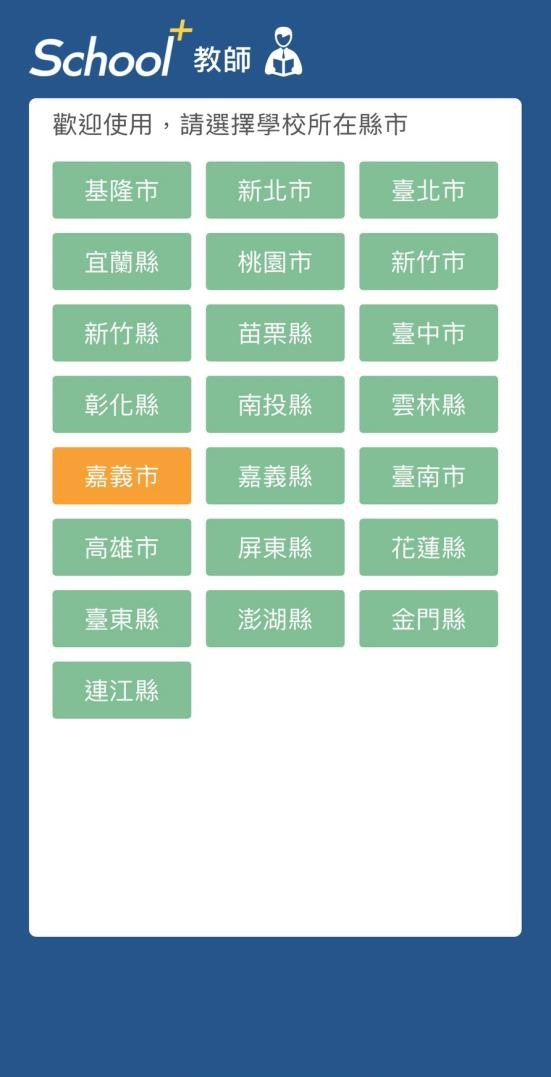 School+ 教師
歡迎使用，請選擇學校所在縣市
基隆市 新北市 臺北市
宜蘭縣 桃園市 新竹市
新竹縣 苗栗縣 臺中市
彰化縣 南投縣 雲林縣
嘉義市 嘉義縣 臺南市
高雄市 屏東縣 花蓮縣
臺東縣 澎湖縣 金門縣
連江縣